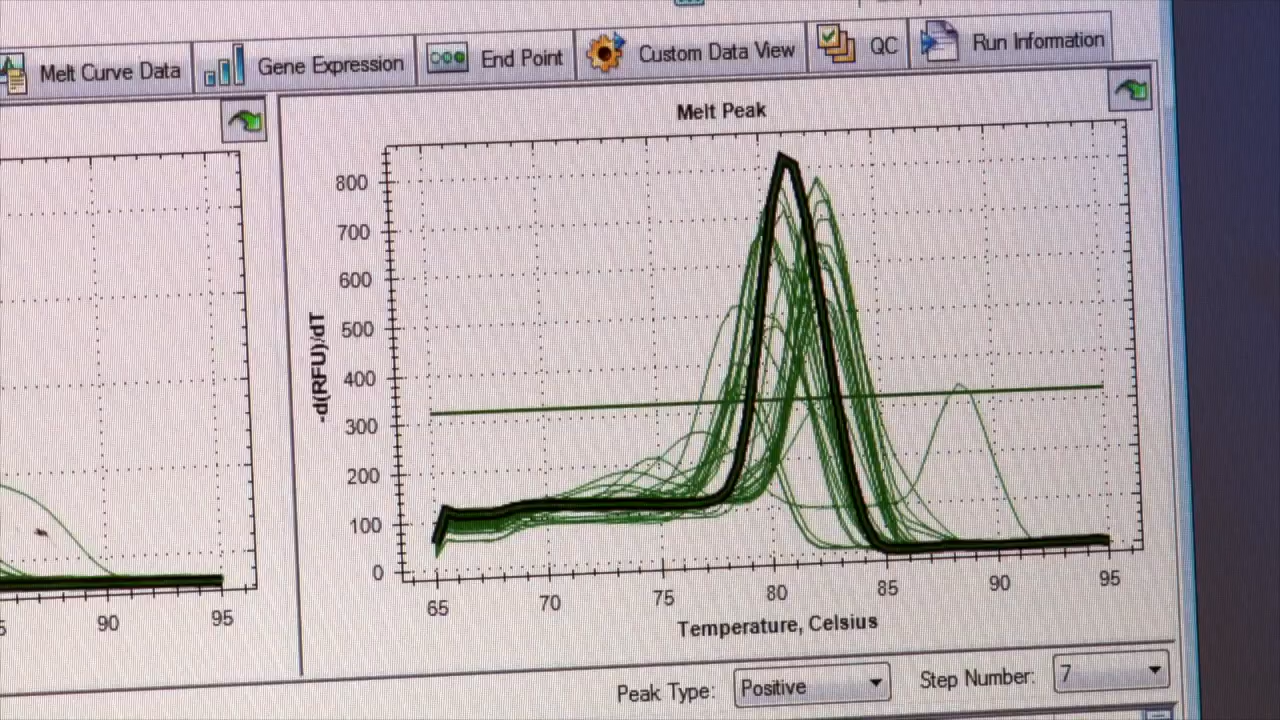 Melt Curve Data
Gene Expression
End Point
Custom Data View
QC
Run Information
Melt Peak
800
700
600
500
400
300
200
100
0
-d(RFU)/dT
65
70
75
80
85
90
95
Temperature, Celsius
90
95
Peak Type:
Positive
Step Number:
7